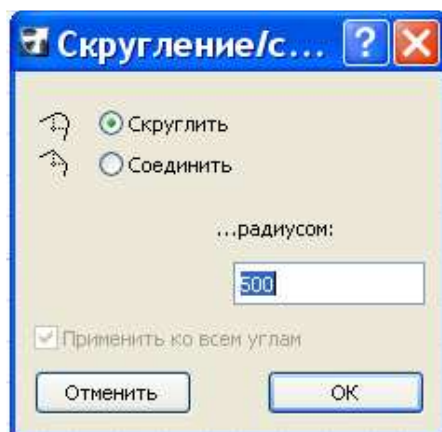 Скругление/с...
Скруглить
Соединить
...радиусом:
500
Применить ко всем углам
Отменить
OK